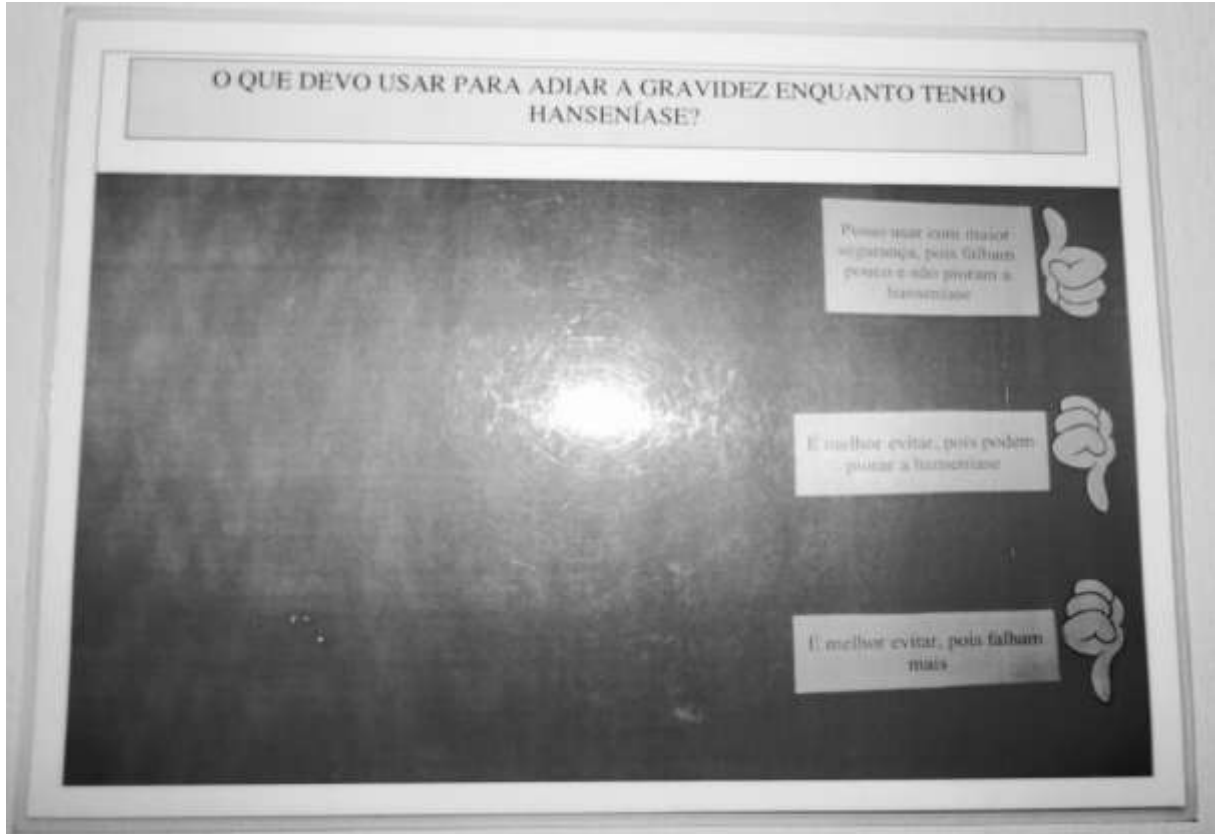 O QUE DEVO USAR PARA ADIAR A GRAVIDEZ ENQUANTO TENHO
HANSENÍASE?
Posso usar com maior
segurança, pois falham
pouco e não pioram a
hanseníase
É melhor evitar, pois podem
piorar a hanseníase
É melhor evitar, pois falham
mais